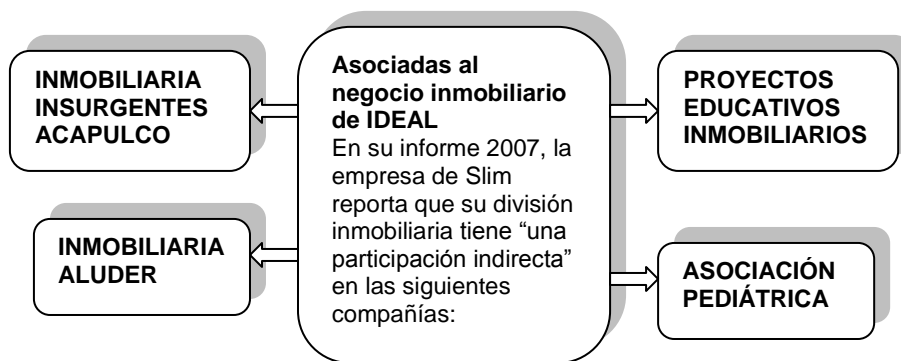 INMOBILIARIA
INSURGENTES
ACAPULCO
INMOBILIARIA
ALUDER
Asociadas al
negocio inmobiliario
de IDEAL
En su informe 2007, la
empresa de Slim
reporta que su división
inmobiliaria tiene “una
participación indirecta”
en las siguientes
compañías:
PROYECTOS
EDUCATIVOS
INMOBILIARIOS
ASOCIACIÓN
PEDIÁTRICA